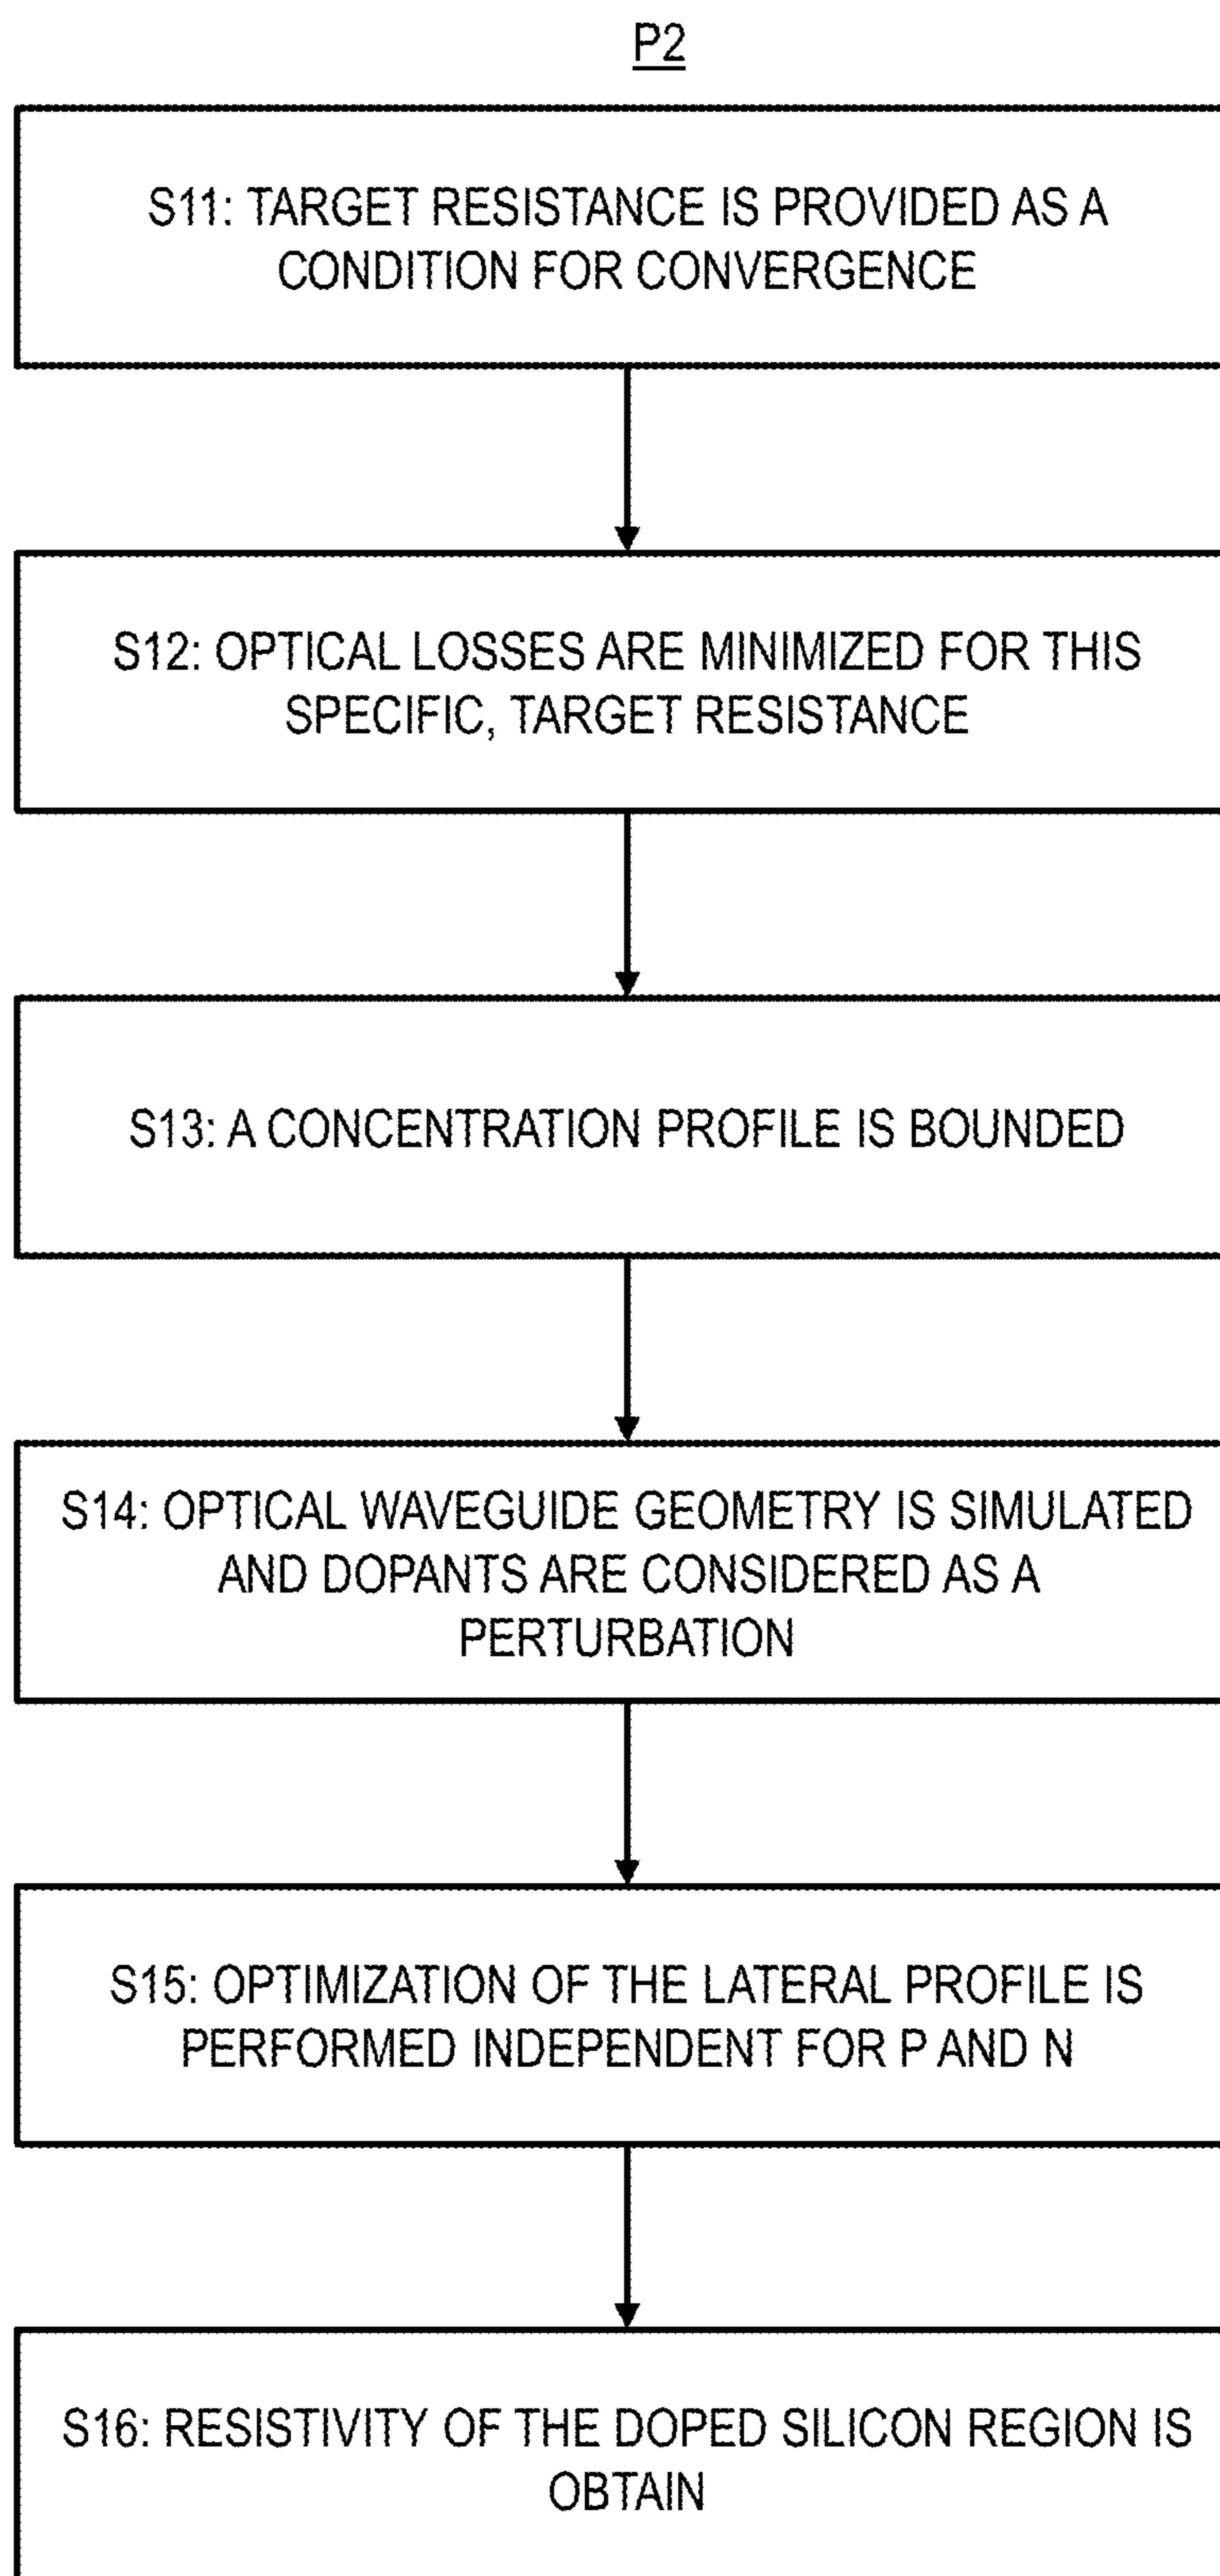 P2
S11: TARGET RESISTANCE IS PROVIDED AS A
CONDITION FOR CONVERGENCE
S12: OPTICAL LOSSES ARE MINIMIZED FOR THIS
SPECIFIC, TARGET RESISTANCE
S13: A CONCENTRATION PROFILE IS BOUNDED
S14: OPTICAL WAVEGUIDE GEOMETRY IS SIMULATED
AND DOPANTS ARE CONSIDERED AS A
PERTURBATION
S15: OPTIMIZATION OF THE LATERAL PROFILE IS
PERFORMED INDEPENDENT FOR P AND N
S16: RESISTIVITY OF THE DOPED SILICON REGION IS
OBTAIN